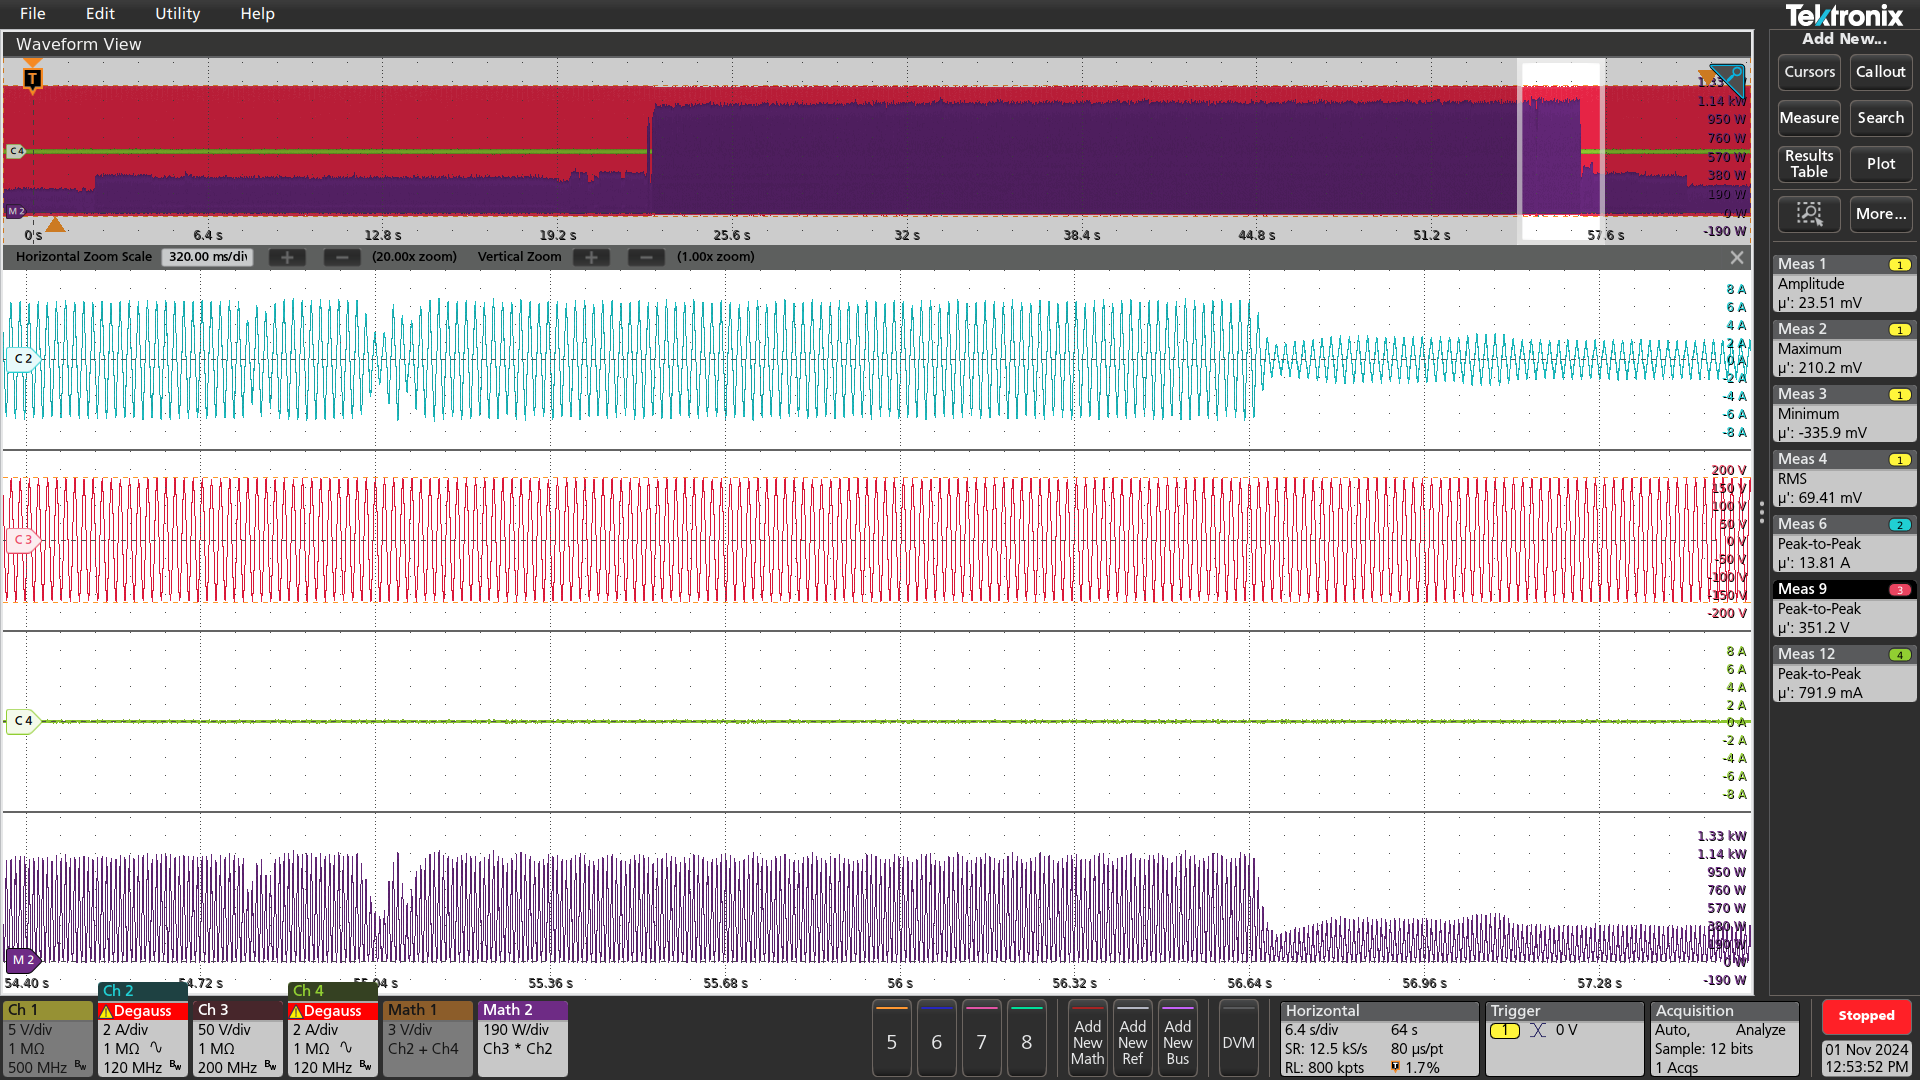 File Edit Utility Help
Tektronix
Waveform View
Add New...
T
Cursors Callout
1.14 kW
950 W
Measure Search
760 W
C 4
570 W
Results Table Plot
380 W
190 W
M 2
0 W
More...
0 s 6.4 s 12.8 s 19.2 s 25.6 s 32 s 38.4 s 44.8 s 51.2 s 57.6 s -190 W
Horizontal Zoom Scale 320.00 ms/div + − (20.00x zoom) Vertical Zoom + − (1.00x zoom)
8 A
6 A
4 A
2 A
C 2 0 A
-2 A
-4 A
-6 A
-8 A
200 V
150 V
100 V
50 V
C 3 0 V
-50 V
-100 V
-150 V
-200 V
8 A
6 A
4 A
2 A
C 4 0 A
-2 A
-4 A
-6 A
-8 A
1.33 kW
1.14 kW
950 W
760 W
570 W
380 W
190 W
M 2 0 W
-190 W
54.40 s 54.72 s 55.04 s 55.36 s 55.68 s 56 s 56.32 s 56.64 s 56.96 s 57.28 s
Meas 1 1
Amplitude
µ': 23.51 mV
Meas 2 1
Maximum
µ': 210.2 mV
Meas 3 1
Minimum
µ': -335.9 mV
Meas 4 1
RMS
µ': 69.41 mV
Meas 6 2
Peak-to-Peak
µ': 13.81 A
Meas 9 3
Peak-to-Peak
µ': 351.2 V
Meas 12 4
Peak-to-Peak
µ': 791.9 mA
Ch 1
5 V/div
1 MΩ
500 MHz Bw
Ch 2
Degauss
2 A/div
1 MΩ
120 MHz Bw
Ch 3
50 V/div
1 MΩ
200 MHz Bw
Ch 4
Degauss
2 A/div
1 MΩ
120 MHz Bw
Math 1
3 V/div
Ch2 + Ch4
Math 2
190 W/div
Ch3 * Ch2
5 6 7 8
Add New Math
Add New Ref
Add New Bus
DVM
Horizontal
6.4 s/div 64 s
SR: 12.5 kS/s 80 µs/pt
RL: 800 kpts 1.7%
Trigger
1 0 V
Acquisition
Auto, Analyze
Sample: 12 bits
1 Acqs
Stopped
01 Nov 2024
12:53:52 PM